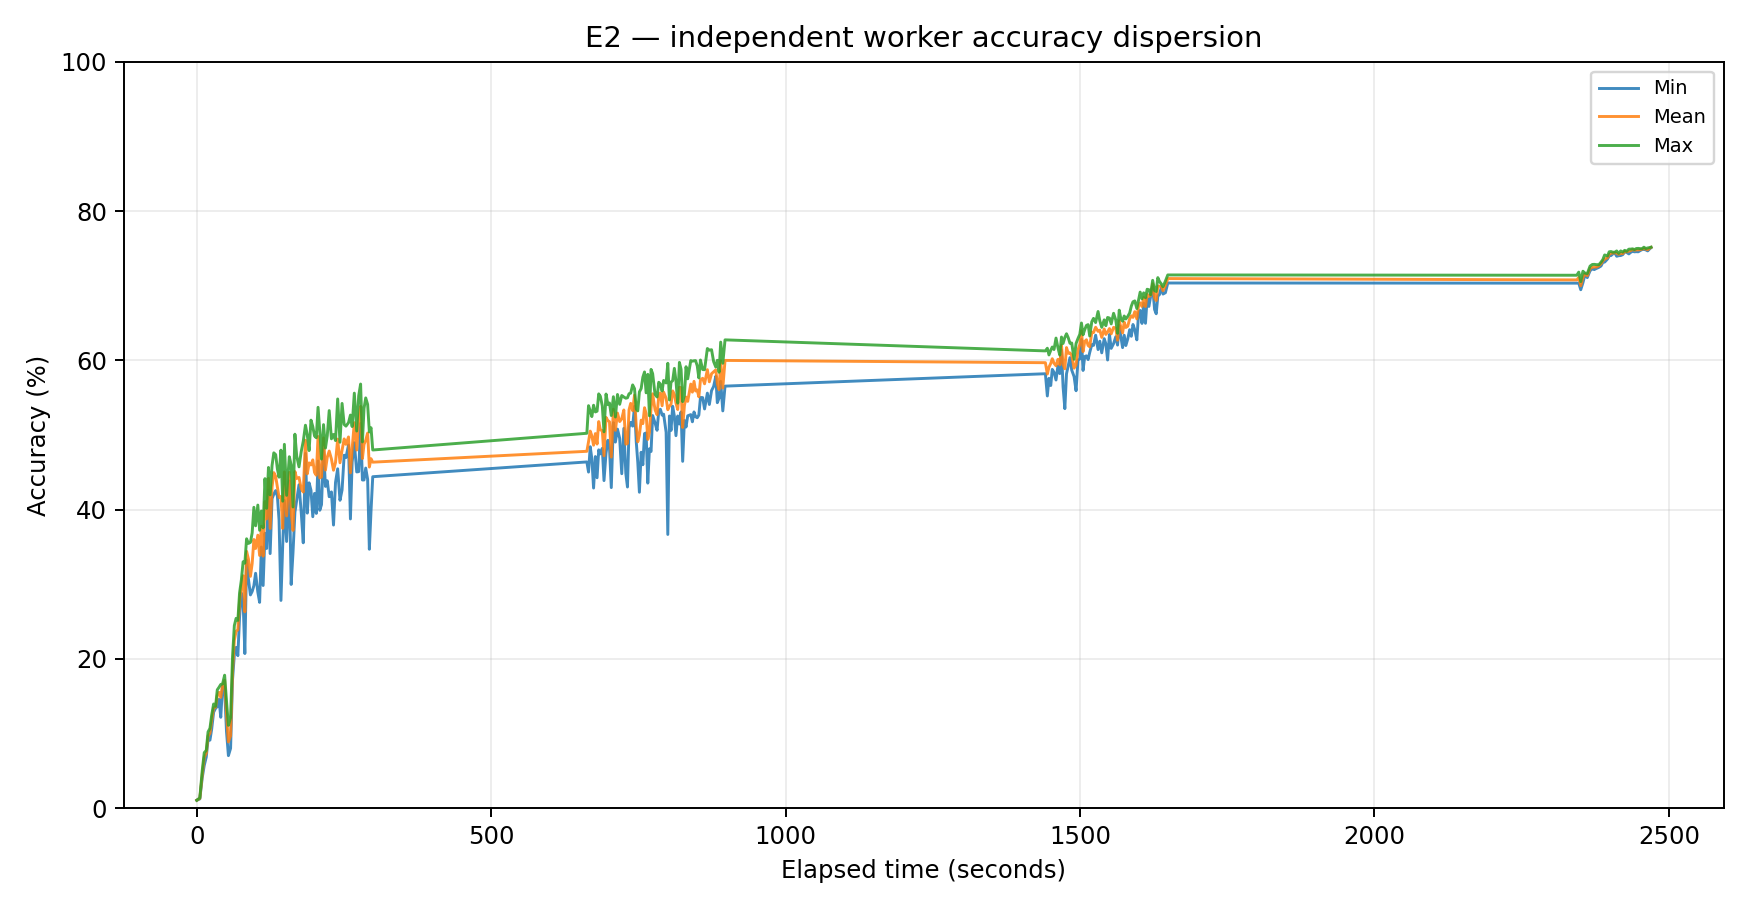 E2 — independent worker accuracy dispersion
Accuracy (%)
100
80
60
40
20
0
Min
Mean
Max
0 500 1000 1500 2000 2500
Elapsed time (seconds)